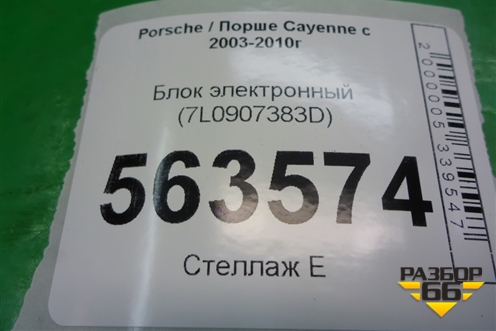 Porsche / Порше Cayenne с
2003-2010г
Блок электронный
(7L0907383D)
563574
Стеллаж Е
2000005339547
РАЗБОР
66